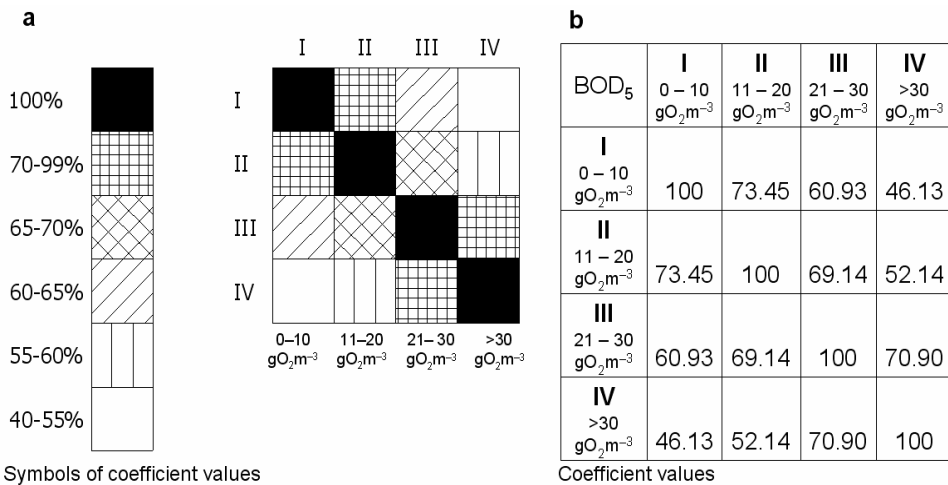 a
I II III IV
100%
70-99%
65-70%
60-65%
55-60%
40-55%
Symbols of coefficient values
I
II
III
IV
0–10 11–20 21– 30 >30
gO₂m⁻³ gO₂m⁻³ gO₂m⁻³ gO₂m⁻³
b
BOD₅
I II III IV
0 – 10 11 – 20 21 – 30 >30
gO₂m⁻³ gO₂m⁻³ gO₂m⁻³ gO₂m⁻³
I
0 – 10
gO₂m⁻³ 100 73.45 60.93 46.13
II
11 – 20
gO₂m⁻³ 73.45 100 69.14 52.14
III
21 – 30
gO₂m⁻³ 60.93 69.14 100 70.90
IV
>30
gO₂m⁻³ 46.13 52.14 70.90 100
Coefficient values